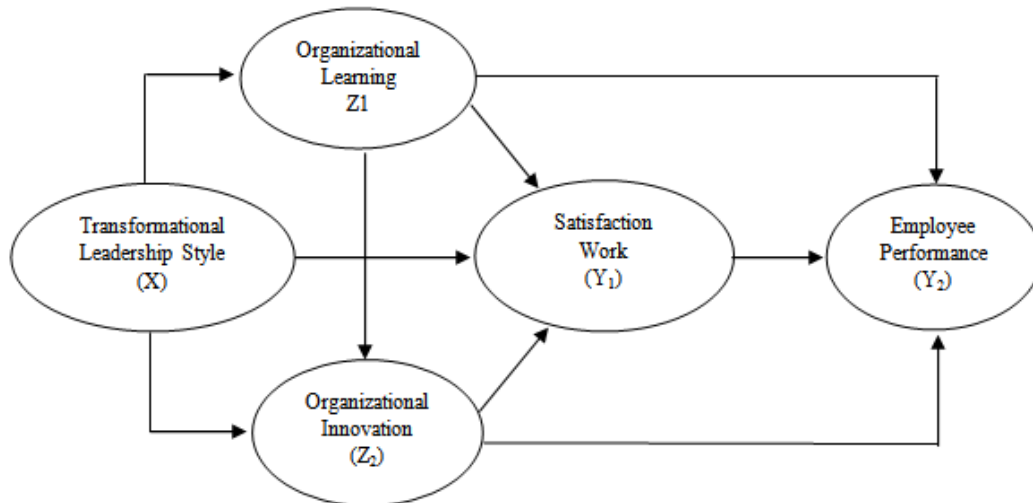 Organizational
Learning
Z1
Transformational
Leadership Style
(X)
Satisfaction
Work
(Y₁)
Employee
Performance
(Y₂)
Organizational
Innovation
(Z₂)